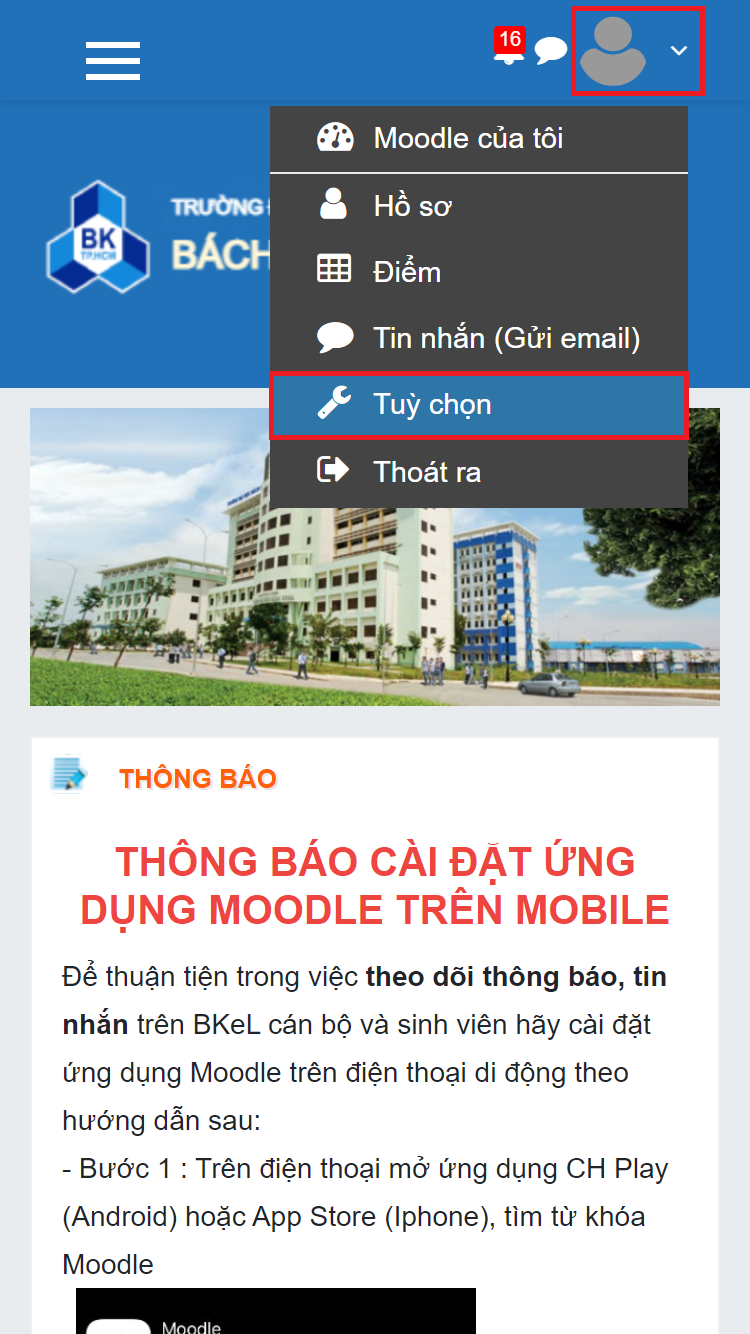 16
Moodle của tôi
Hồ sơ
Điểm
Tin nhắn (Gửi email)
Tuỳ chọn
Thoát ra
BK
TP.HCM
TRƯỜNG
BÁCH
THÔNG BÁO
THÔNG BÁO CÀI ĐẶT ỨNG
DỤNG MOODLE TRÊN MOBILE
Để thuận tiện trong việc theo dõi thông báo, tin
nhắn trên BKeL cán bộ và sinh viên hãy cài đặt
ứng dụng Moodle trên điện thoại di động theo
hướng dẫn sau:
- Bước 1 : Trên điện thoại mở ứng dụng CH Play
(Android) hoặc App Store (Iphone), tìm từ khóa
Moodle
Moodle